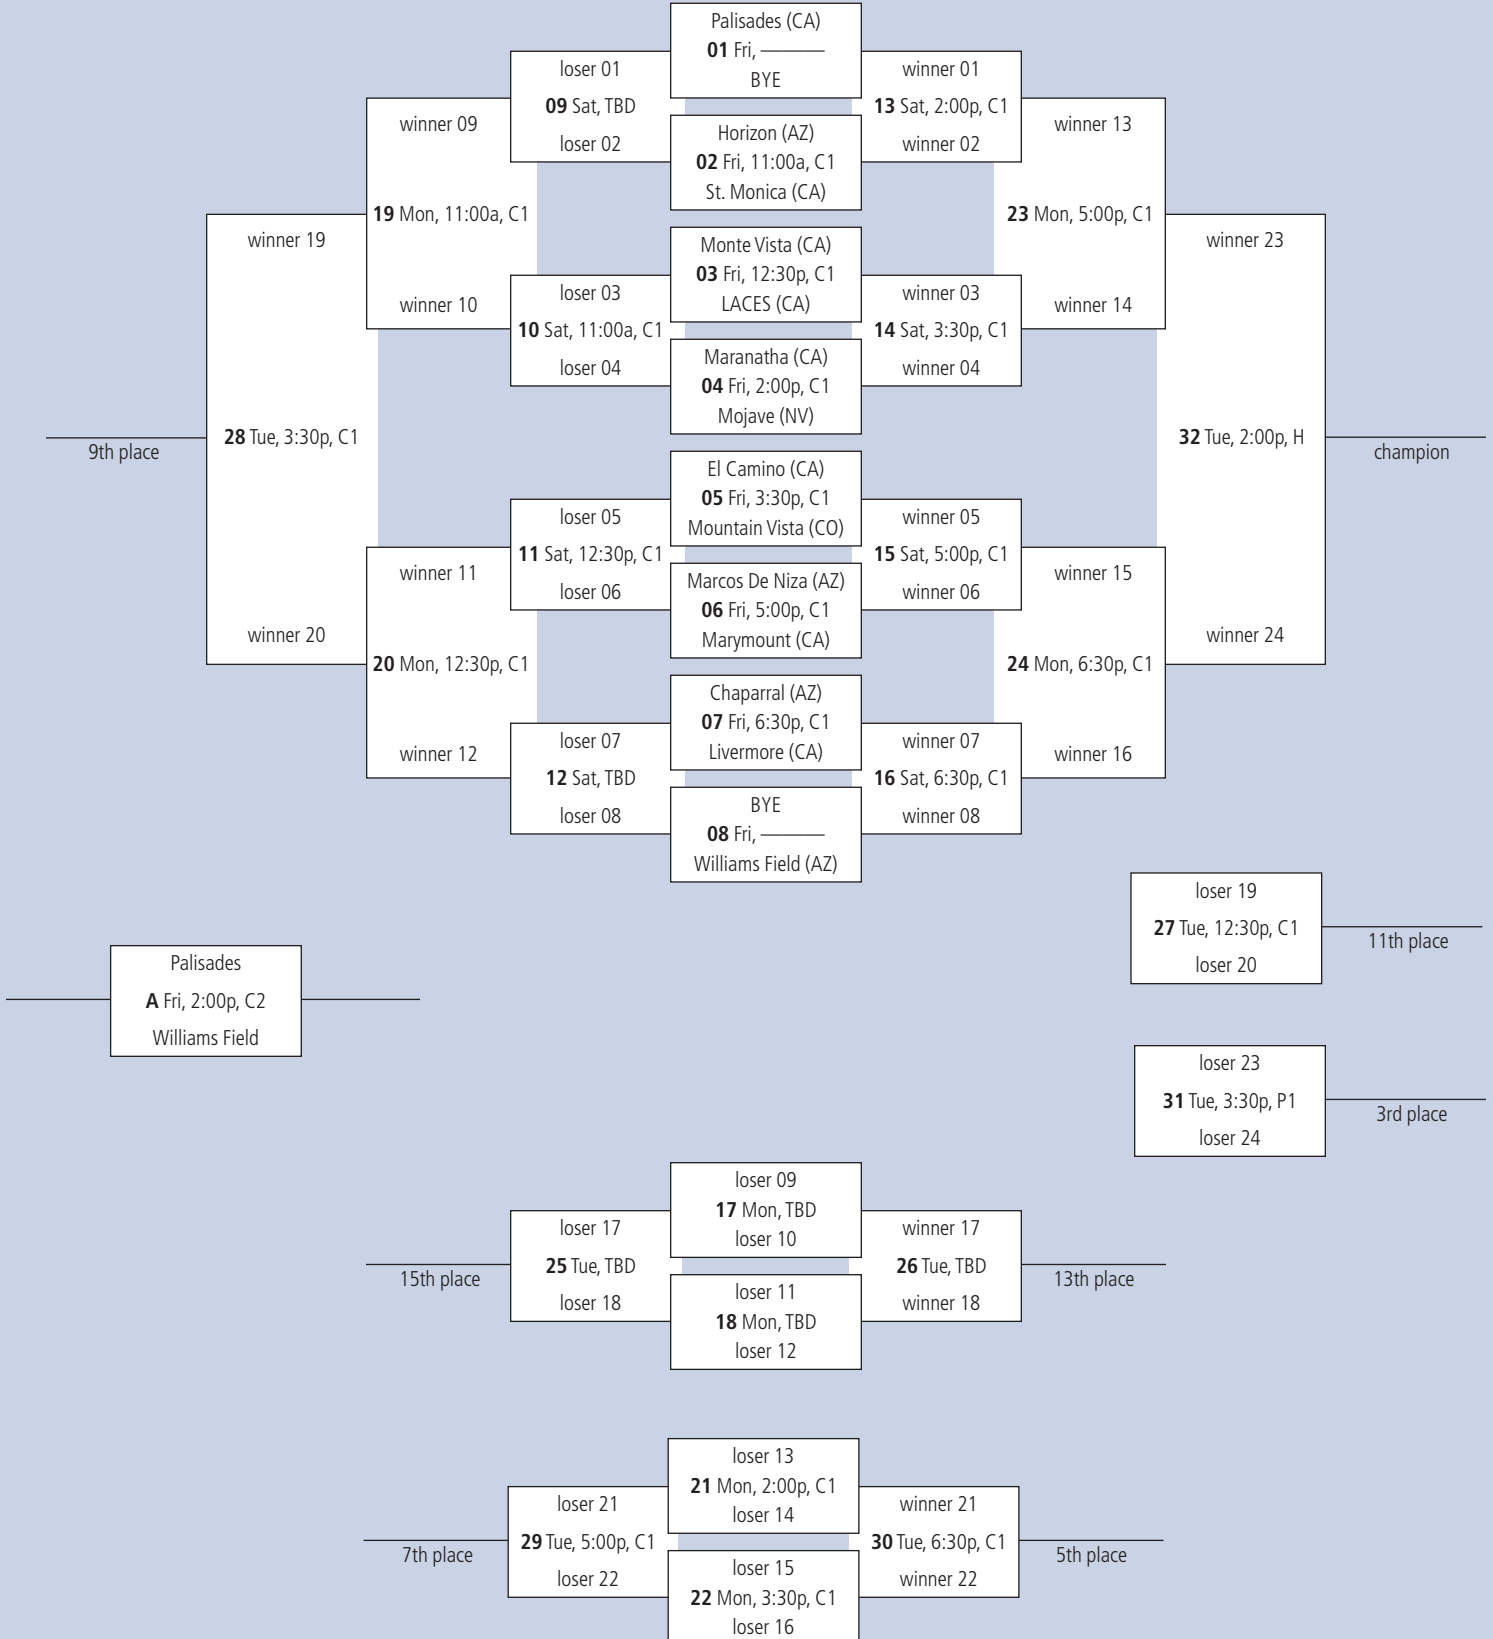 Palisades (CA)
01 Fri, ———
BYE
Horizon (AZ)
02 Fri, 11:00a, C1
St. Monica (CA)
Monte Vista (CA)
03 Fri, 12:30p, C1
LACES (CA)
Maranatha (CA)
04 Fri, 2:00p, C1
Mojave (NV)
El Camino (CA)
05 Fri, 3:30p, C1
Mountain Vista (CO)
Marcos De Niza (AZ)
06 Fri, 5:00p, C1
Marymount (CA)
Chaparral (AZ)
07 Fri, 6:30p, C1
Livermore (CA)
BYE
08 Fri, ———
Williams Field (AZ)
loser 01
09 Sat, TBD
loser 02
loser 03
10 Sat, 11:00a, C1
loser 04
loser 05
11 Sat, 12:30p, C1
loser 06
loser 07
12 Sat, TBD
loser 08
winner 09
19 Mon, 11:00a, C1
winner 10
winner 11
20 Mon, 12:30p, C1
winner 12
winner 19
28 Tue, 3:30p, C1
winner 20
9th place
winner 01
13 Sat, 2:00p, C1
winner 02
winner 03
14 Sat, 3:30p, C1
winner 04
winner 05
15 Sat, 5:00p, C1
winner 06
winner 07
16 Sat, 6:30p, C1
winner 08
winner 13
23 Mon, 5:00p, C1
winner 14
winner 15
24 Mon, 6:30p, C1
winner 16
winner 23
32 Tue, 2:00p, H
winner 24
champion
loser 19
27 Tue, 12:30p, C1
loser 20
11th place
Palisades
A Fri, 2:00p, C2
Williams Field
loser 23
31 Tue, 3:30p, P1
loser 24
3rd place
loser 09
17 Mon, TBD
loser 10
loser 11
18 Mon, TBD
loser 12
loser 17
25 Tue, TBD
loser 18
15th place
winner 17
26 Tue, TBD
winner 18
13th place
loser 13
21 Mon, 2:00p, C1
loser 14
loser 15
22 Mon, 3:30p, C1
loser 16
loser 21
29 Tue, 5:00p, C1
loser 22
7th place
winner 21
30 Tue, 6:30p, C1
winner 22
5th place